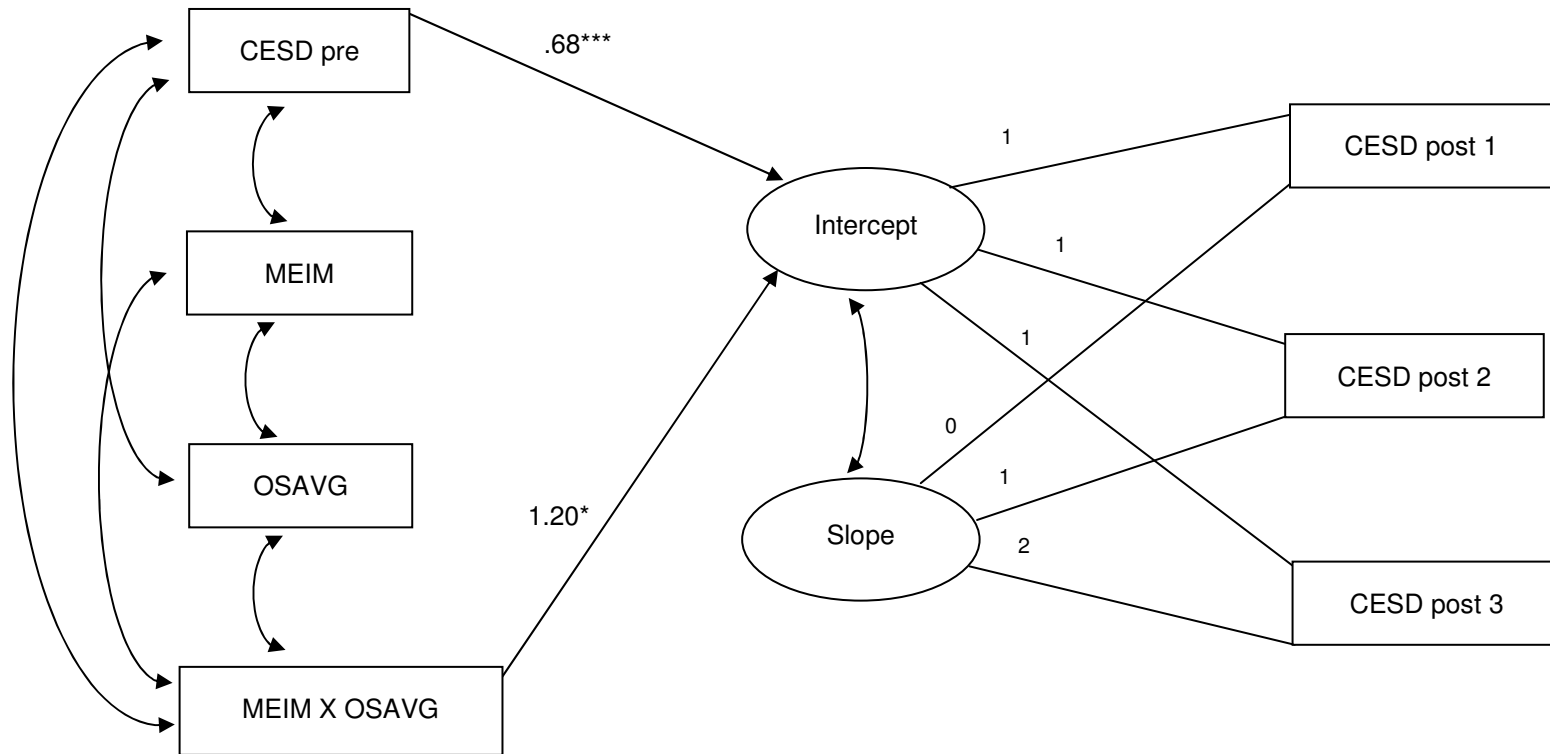 CESD pre
.68***
1
CESD post 1
Intercept
1
MEIM
1
CESD post 2
0
1
OSAVG
1.20*
Slope
2
CESD post 3
MEIM X OSAVG